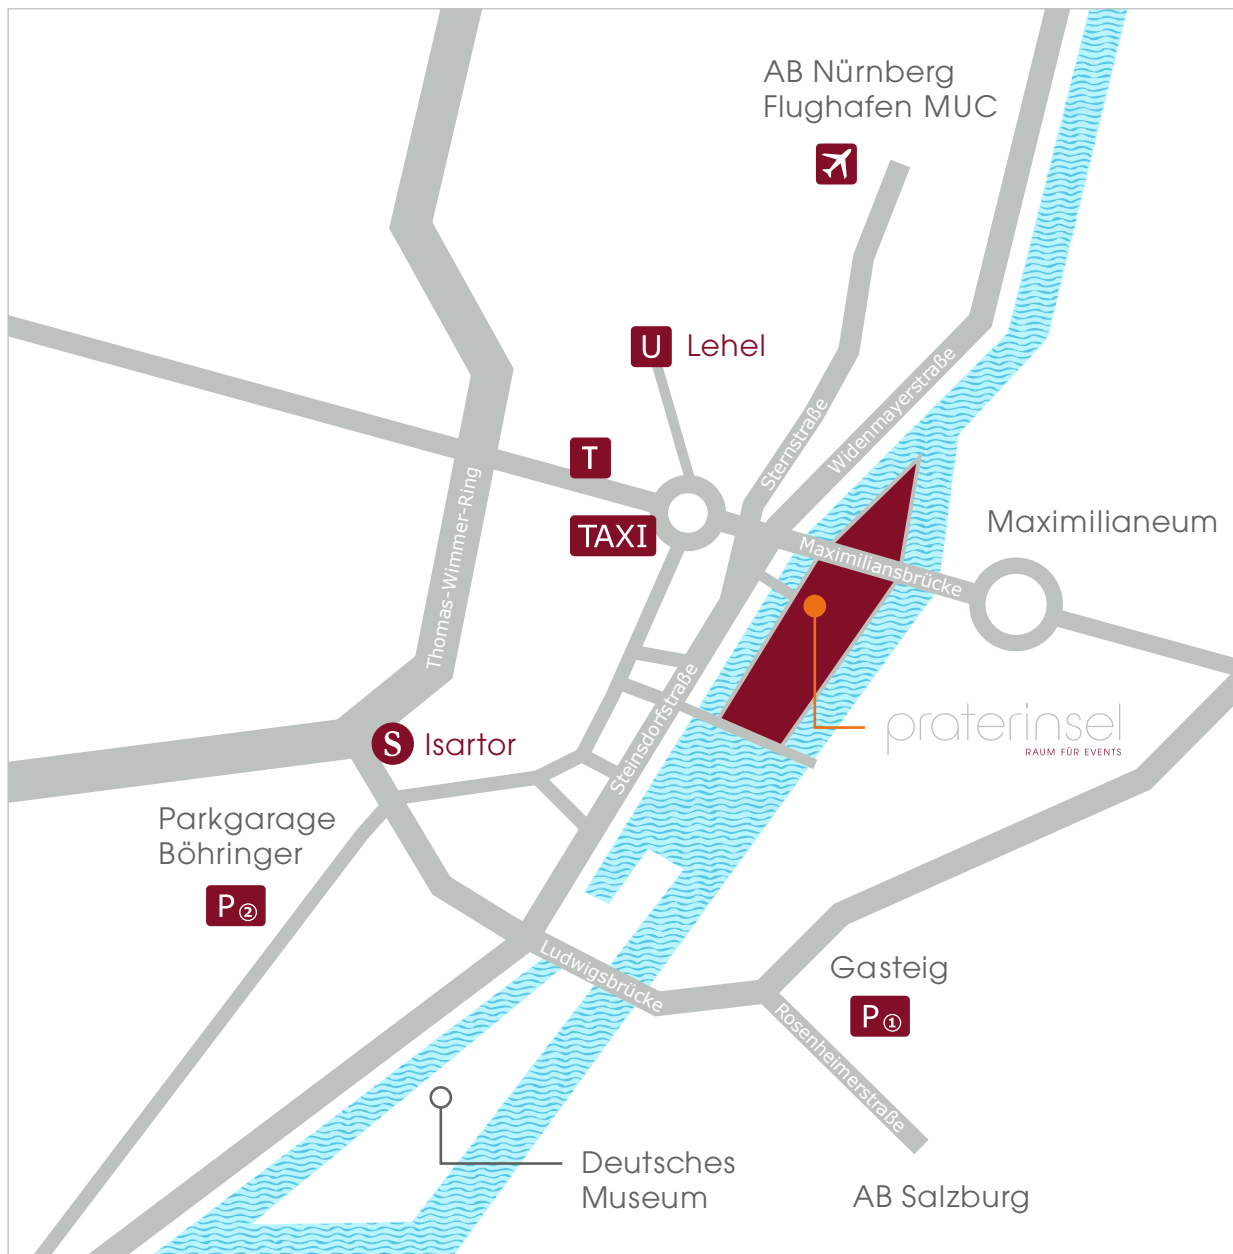 AB Nürnberg
Flughafen MUC
U Lehel
Sternstraße
Widenmayerstraße
T
TAXI
Thomas-Wimmer-Ring
Maximilianeum
Maximiliansbrücke
Steinsdorfstraße
praterinsel
RAUM FÜR EVENTS
S Isartor
Parkgarage
Böhringer
P②
Ludwigsbrücke
Gasteig
P①
Rosenheimerstraße
Deutsches
Museum
AB Salzburg